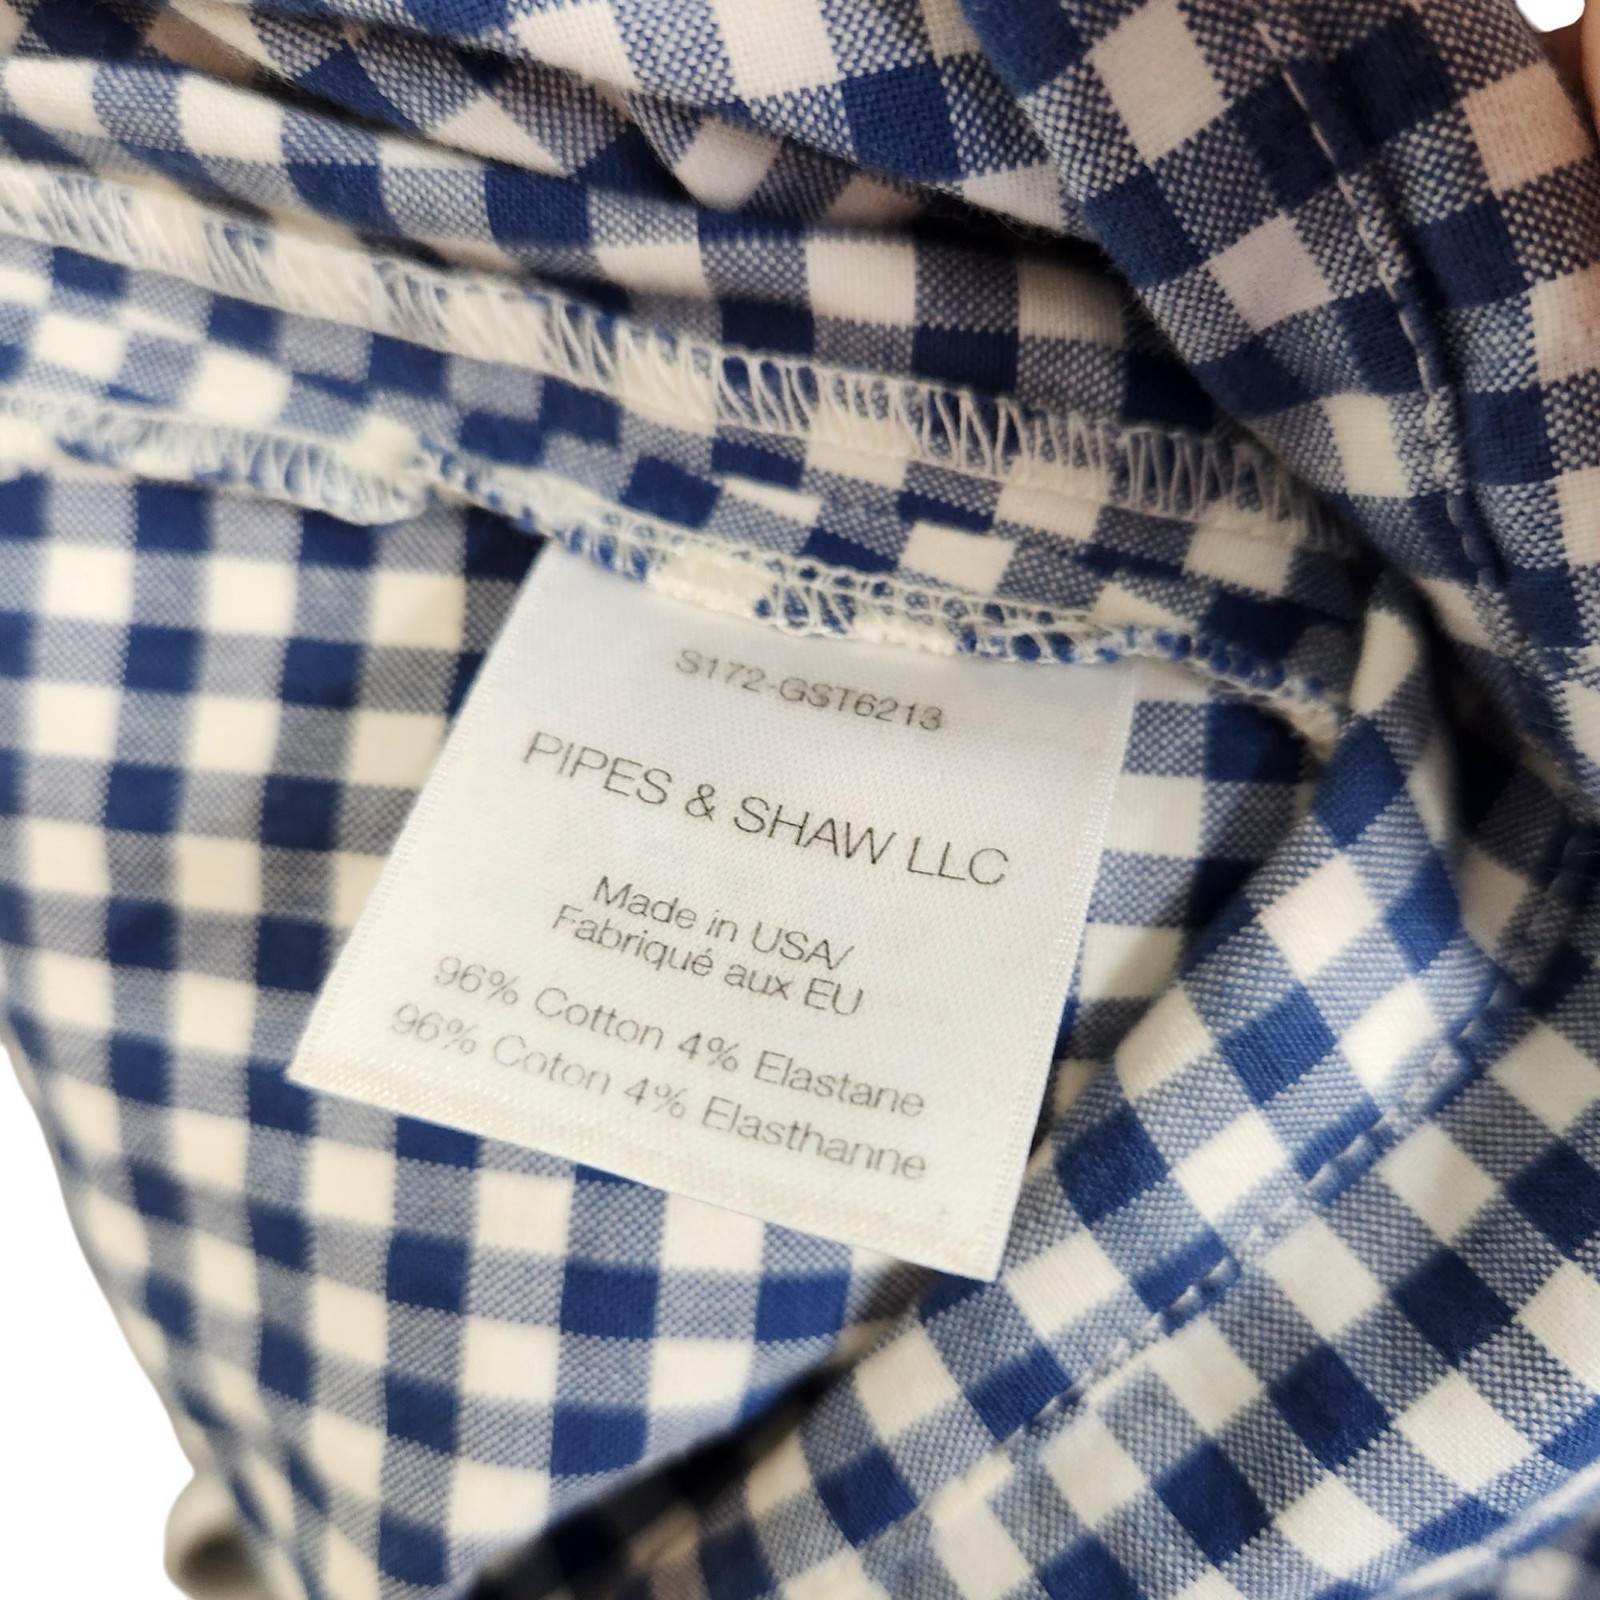 S172-GST6213
PIPES & SHAW LLC
Made in USA/
Fabriqué aux EU
96% Cotton 4% Elastane
96% Coton 4% Elasthanne